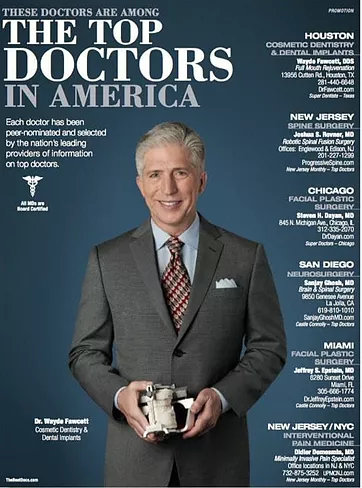 THESE DOCTORS ARE AMONG
PROMOTION
THE TOP
DOCTORS
IN AMERICA
Each doctor has been
peer-nominated and selected
by the nation's leading
providers of information
on top doctors.
All MDs are
Board Certified
Dr. Wayde Fawcett
Cosmetic Dentistry &
Dental Implants
TheBestDocs.com
HOUSTON
COSMETIC DENTISTRY
& DENTAL IMPLANTS
Wayde Fawcett, DDS
Full Mouth Rejuvenation
13956 Cutten Rd., Houston, TX
281-440-6648
DrFawcett.com
Super Dentists – Texas
NEW JERSEY
SPINE SURGERY
Joshua S. Rovner, MD
Robotic Spinal Fusion Surgery
Offices: Englewood & Edison, NJ
201-227-1299
ProgressiveSpine.com
New Jersey Monthly – Top Doctors
CHICAGO
FACIAL PLASTIC
SURGERY
Steven H. Dayan, MD
845 N. Michigan Ave., Chicago, IL
312-335-2070
DrDayan.com
Super Doctors – Chicago
SAN DIEGO
NEUROSURGERY
Sanjay Ghosh, MD
Brain & Spinal Surgery
9850 Genesee Avenue
La Jolla, CA
619-810-1010
SanjayGhoshMD.com
Castle Connolly – Top Doctors
MIAMI
FACIAL PLASTIC
SURGERY
Jeffrey S. Epstein, MD
6280 Sunset Drive
Miami, FL
305-666-1774
DrJeffreyEpstein.com
Castle Connolly – Top Doctors
NEW JERSEY/NYC
INTERVENTIONAL
PAIN MEDICINE
Didier Demesmin, MD
Minimally Invasive Pain Specialist
Office locations in NJ & NYC
732-875-3252 UPMCNJ.com
New Jersey Monthly – Top Doctors